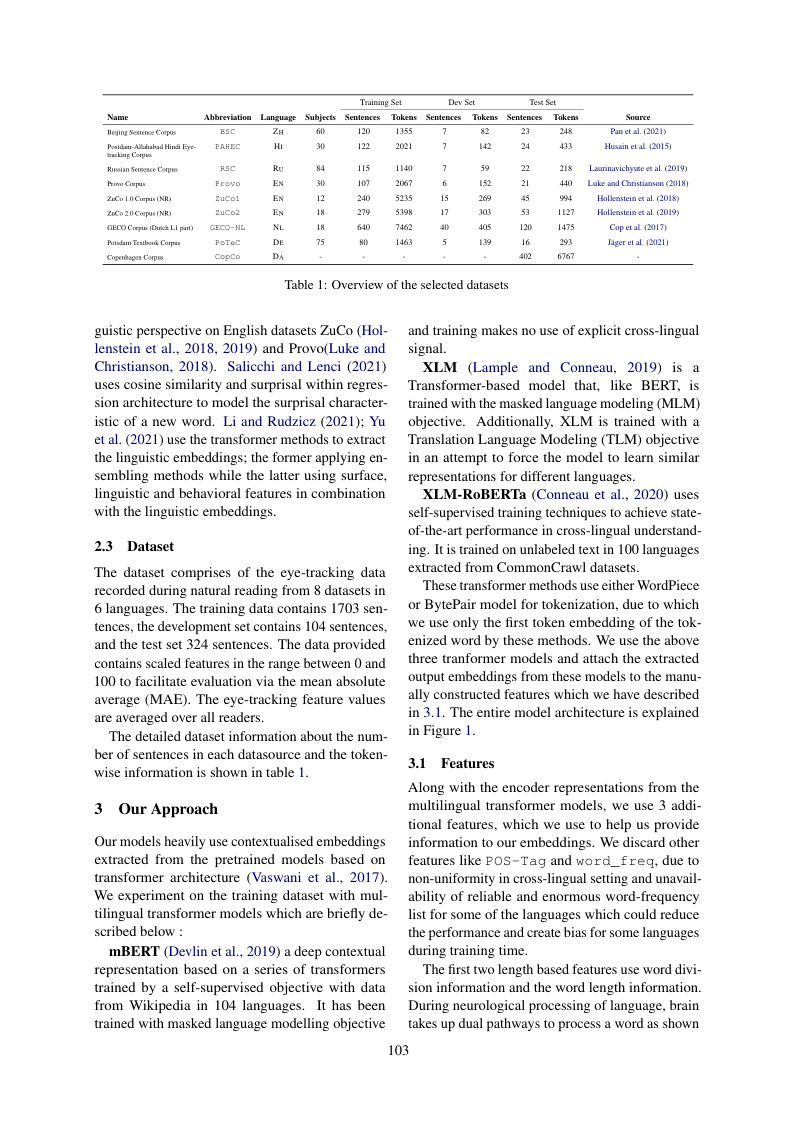 Training Set Dev Set Test Set
Name Abbreviation Language Subjects Sentences Tokens Sentences Tokens Sentences Tokens Source
Beijing Sentence Corpus BSC ZH 60 120 1355 7 82 23 248 Pan et al. (2021)
Postdam-Allahabad Hindi Eye-
tracking Corpus PAHEC HI 30 122 2021 7 142 24 433 Husain et al. (2015)
Russian Sentence Corpus RSC RU 84 115 1140 7 59 22 218 Laurinavichyute et al. (2019)
Provo Corpus Provo EN 30 107 2067 6 152 21 440 Luke and Christianson (2018)
ZuCo 1.0 Corpus (NR) ZuCo1 EN 12 240 5235 15 269 45 994 Hollenstein et al. (2018)
ZuCo 2.0 Corpus (NR) ZuCo2 EN 18 279 5398 17 303 53 1127 Hollenstein et al. (2019)
GECO Corpus (Dutch L1 part) GECO-NL NL 18 640 7462 40 405 120 1475 Cop et al. (2017)
Potsdam Textbook Corpus PoTeC DE 75 80 1463 5 139 16 293 Jäger et al. (2021)
Copenhagen Corpus CopCo DA - - - - - 402 6767 -
Table 1: Overview of the selected datasets
guistic perspective on English datasets ZuCo (Hol-
lenstein et al., 2018, 2019) and Provo(Luke and
Christianson, 2018). Salicchi and Lenci (2021)
uses cosine similarity and surprisal within regres-
sion architecture to model the surprisal character-
istic of a new word. Li and Rudzicz (2021); Yu
et al. (2021) use the transformer methods to extract
the linguistic embeddings; the former applying en-
sembling methods while the latter using surface,
linguistic and behavioral features in combination
with the linguistic embeddings.
2.3 Dataset
The dataset comprises of the eye-tracking data
recorded during natural reading from 8 datasets in
6 languages. The training data contains 1703 sen-
tences, the development set contains 104 sentences,
and the test set 324 sentences. The data provided
contains scaled features in the range between 0 and
100 to facilitate evaluation via the mean absolute
average (MAE). The eye-tracking feature values
are averaged over all readers.
The detailed dataset information about the num-
ber of sentences in each datasource and the token-
wise information is shown in table 1.
3 Our Approach
Our models heavily use contextualised embeddings
extracted from the pretrained models based on
transformer architecture (Vaswani et al., 2017).
We experiment on the training dataset with mul-
tilingual transformer models which are briefly de-
scribed below :
mBERT (Devlin et al., 2019) a deep contextual
representation based on a series of transformers
trained by a self-supervised objective with data
from Wikipedia in 104 languages. It has been
trained with masked language modelling objective
and training makes no use of explicit cross-lingual
signal.
XLM (Lample and Conneau, 2019) is a
Transformer-based model that, like BERT, is
trained with the masked language modeling (MLM)
objective. Additionally, XLM is trained with a
Translation Language Modeling (TLM) objective
in an attempt to force the model to learn similar
representations for different languages.
XLM-RoBERTa (Conneau et al., 2020) uses
self-supervised training techniques to achieve state-
of-the-art performance in cross-lingual understand-
ing. It is trained on unlabeled text in 100 languages
extracted from CommonCrawl datasets.
These transformer methods use either WordPiece
or BytePair model for tokenization, due to which
we use only the first token embedding of the tok-
enized word by these methods. We use the above
three tranformer models and attach the extracted
output embeddings from these models to the manu-
ally constructed features which we have described
in 3.1. The entire model architecture is explained
in Figure 1.
3.1 Features
Along with the encoder representations from the
multilingual transformer models, we use 3 addi-
tional features, which we use to help us provide
information to our embeddings. We discard other
features like POS-Tag and word_freq, due to
non-uniformity in cross-lingual setting and unavail-
ability of reliable and enormous word-frequency
list for some of the languages which could reduce
the performance and create bias for some languages
during training time.
The first two length based features use word divi-
sion information and the word length information.
During neurological processing of language, brain
takes up dual pathways to process a word as shown
103